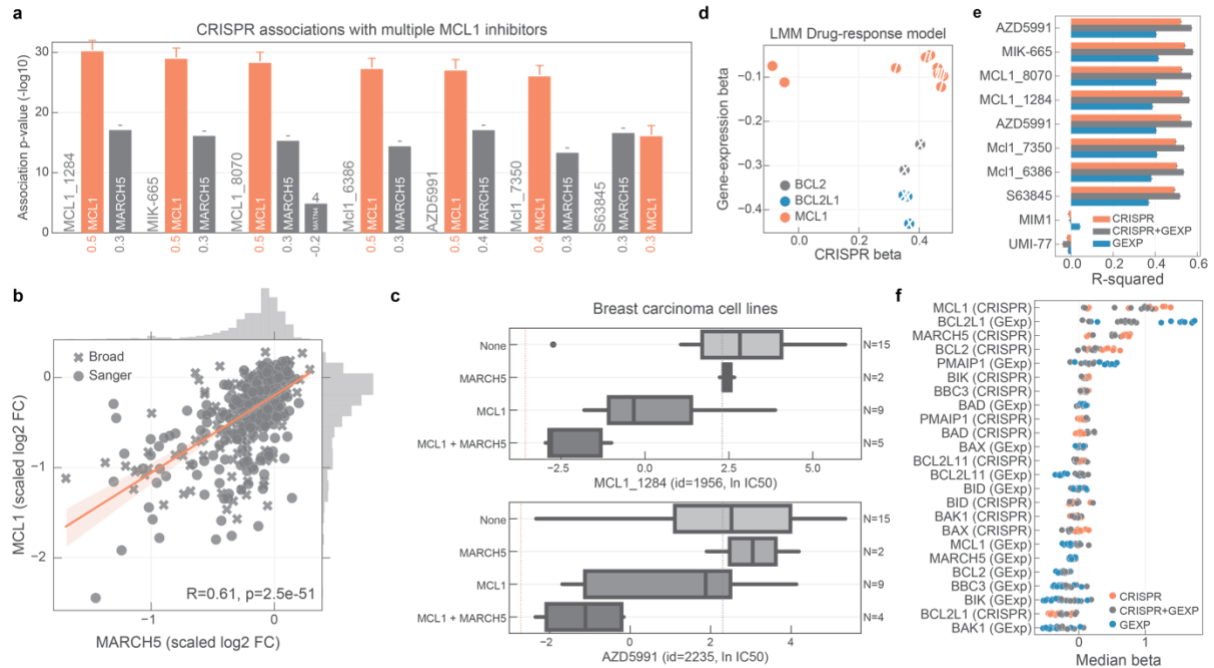 a
CRISPR associations with multiple MCL1 inhibitors
Association p-value (-log10)
30
20
10
0
MCL1_1284
MCL1
MARCH5
0.5
0.3
MIK-665
MCL1
MARCH5
0.5
0.3
MCL1_8070
MCL1
MARCH5
4
0.5
0.3
-0.2
Mcl1_6386
MCL1
MARCH5
0.5
0.3
AZD5991
MCL1
MARCH5
0.5
0.4
Mcl1_7350
MCL1
MARCH5
0.4
0.3
S63845
MARCH5
MCL1
0.3
0.3
b
Broad
Sanger
MCL1 (scaled log2 FC)
0
−1
−2
R=0.61, p=2.5e-51
−1
0
MARCH5 (scaled log2 FC)
c
Breast carcinoma cell lines
None
N=15
MARCH5
N=2
MCL1
N=9
MCL1 + MARCH5
N=5
−2.5
0.0
2.5
5.0
MCL1_1284 (id=1956, ln IC50)
None
N=15
MARCH5
N=2
MCL1
N=9
MCL1 + MARCH5
N=4
−2
0
2
4
AZD5991 (id=2235, ln IC50)
d
LMM Drug-response model
Gene-expression beta
−0.1
−0.2
−0.3
−0.4
BCL2
BCL2L1
MCL1
0.0
0.2
0.4
CRISPR beta
e
AZD5991
MIK-665
MCL1_8070
MCL1_1284
AZD5991
Mcl1_7350
Mcl1_6386
S63845
MIM1
UMI-77
CRISPR
CRISPR+GEXP
GEXP
0.0
0.2
0.4
0.6
R-squared
f
MCL1 (CRISPR)
BCL2L1 (GExp)
MARCH5 (CRISPR)
BCL2 (CRISPR)
PMAIP1 (GExp)
BIK (CRISPR)
BBC3 (CRISPR)
BAD (GExp)
PMAIP1 (CRISPR)
BAD (CRISPR)
BAX (GExp)
BCL2L11 (CRISPR)
BCL2L11 (GExp)
BID (GExp)
BID (CRISPR)
BAK1 (CRISPR)
BAX (CRISPR)
MCL1 (GExp)
MARCH5 (GExp)
BCL2 (GExp)
BBC3 (GExp)
BIK (GExp)
BCL2L1 (CRISPR)
BAK1 (GExp)
CRISPR
CRISPR+GEXP
GEXP
0
1
Median beta